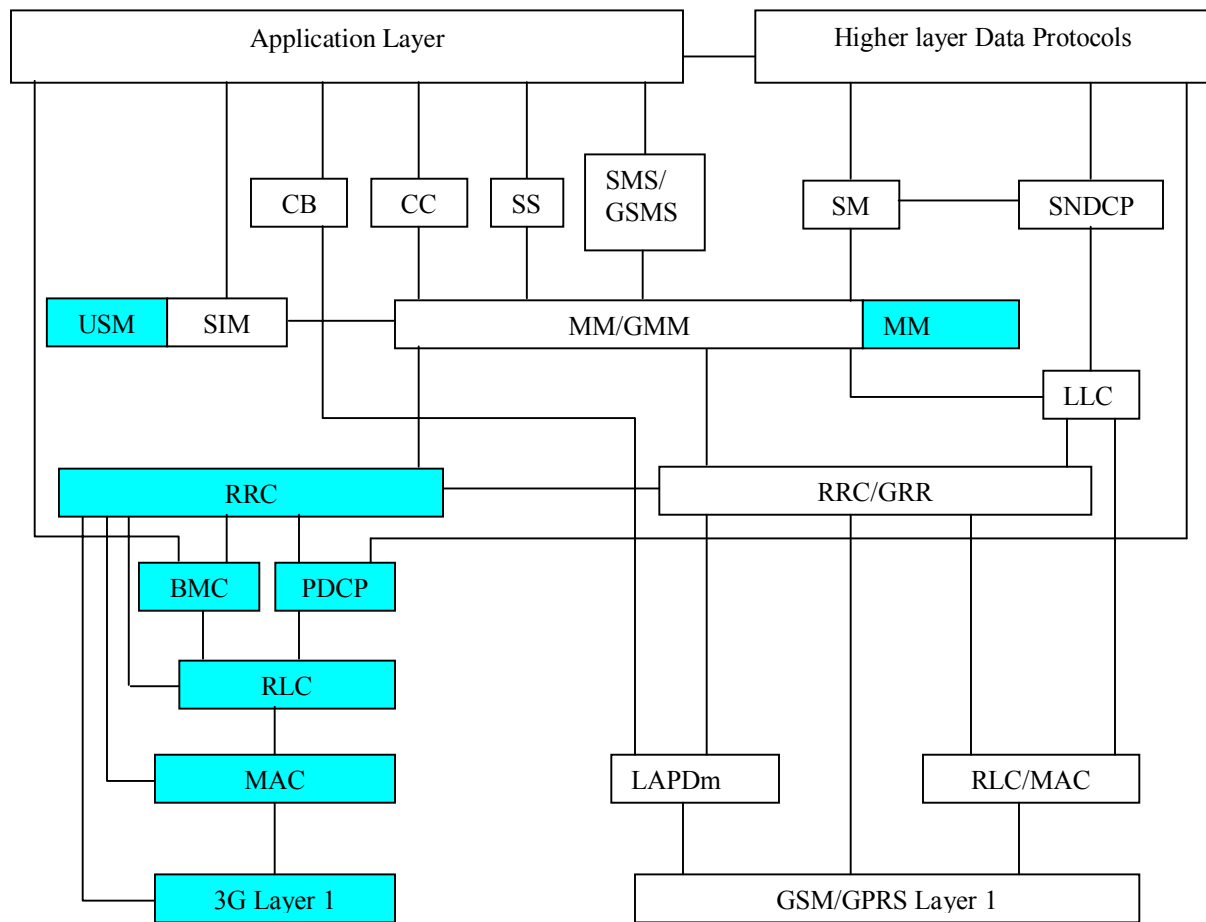 Application Layer
Higher layer Data Protocols
CB
CC
SS
SMS/
GSMS
SM
SNDCP
USM
SIM
MM/GMM
MM
LLC
RRC
RRC/GRR
BMC
PDCP
RLC
MAC
LAPDm
RLC/MAC
3G Layer 1
GSM/GPRS Layer 1